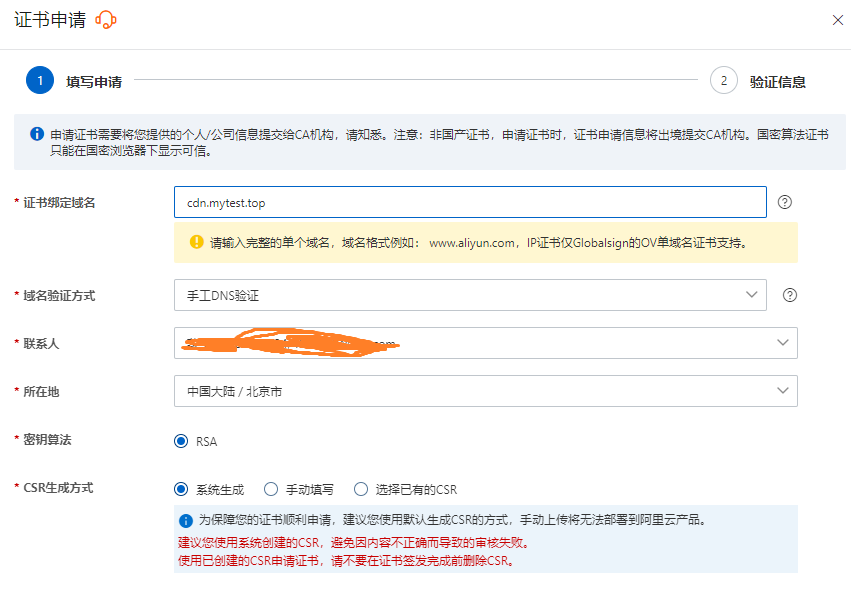 证书申请
1 填写申请
2 验证信息
申请证书需要将您提供的个人/公司信息提交给CA机构，请知悉。注意：非国产证书，申请证书时，证书申请信息将出境提交CA机构。国密算法证书
只能在国密浏览器下显示可信。
* 证书绑定域名
cdn.mytest.top
请输入完整的单个域名，域名格式例如： www.aliyun.com，IP证书仅Globalsign的OV单域名证书支持。
* 域名验证方式
手工DNS验证
* 联系人
* 所在地
中国大陆 / 北京市
* 密钥算法
RSA
* CSR生成方式
系统生成 手动填写 选择已有的CSR
为保障您的证书顺利申请，建议您使用默认生成CSR的方式，手动上传将无法部署到阿里云产品。
建议您使用系统创建的CSR，避免因内容不正确而导致的审核失败。
使用已创建的CSR申请证书，请不要在证书签发完成前删除CSR。